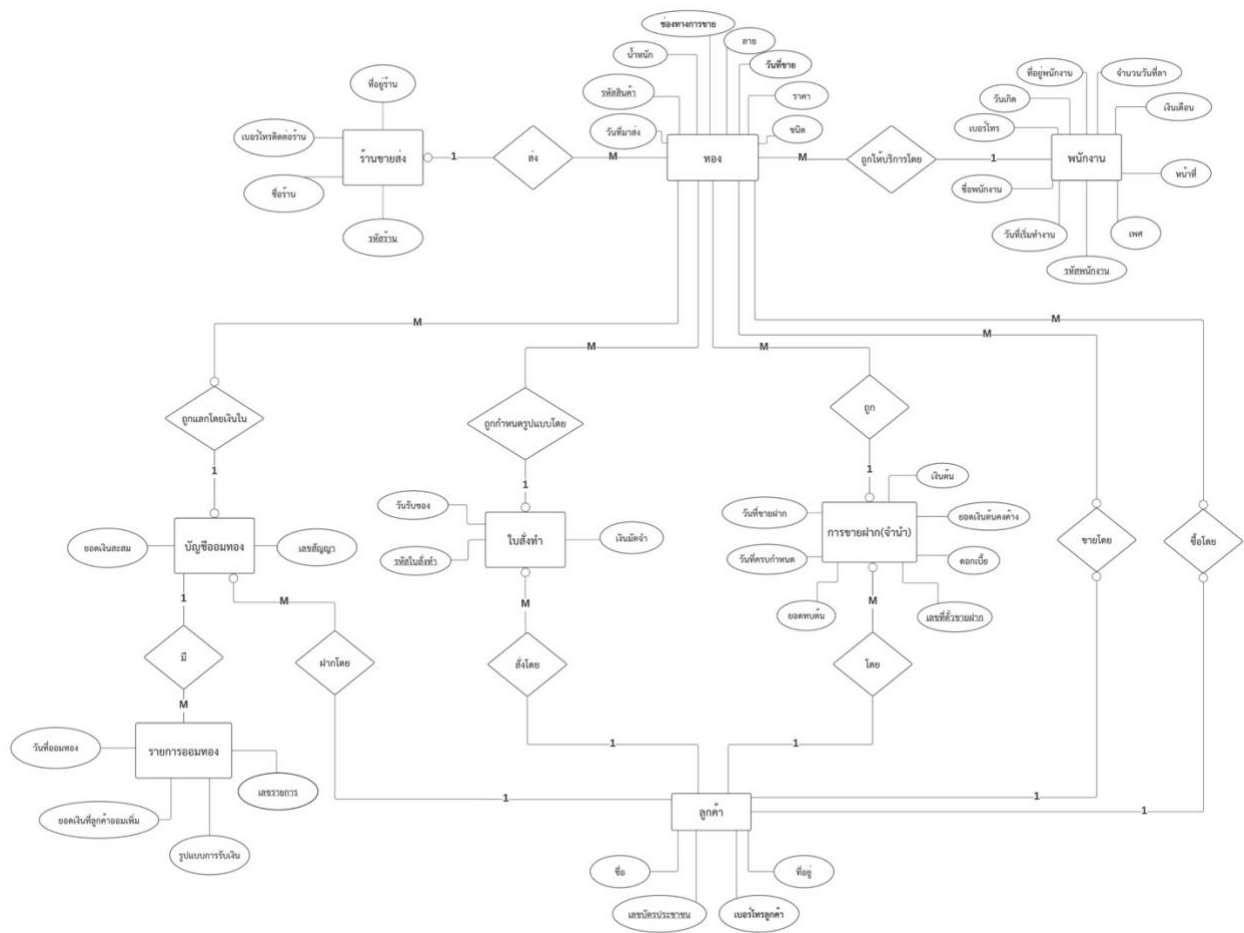 ช่องทางการขาย
ลาย
น้ำหนัก
วันที่ขาย
ที่อยู่พนักงาน
จำนวนวันที่ลา
ที่อยู่ร้าน
รหัสสินค้า
ราคา
วันเกิด
เงินเดือน
เบอร์โทรติดต่อร้าน
วันที่มาส่ง
ชนิด
เบอร์โทร
ร้านขายส่ง
1
ส่ง
M
ทอง
M
ถูกให้บริการโดย
1
พนักงาน
หน้าที่
ชื่อร้าน
ชื่อพนักงาน
รหัสร้าน
วันที่เริ่มทำงาน
เพศ
รหัสพนักงาน
M
M
M
M
M
ถูกแลกโดยเงินใน
ถูกกำหนดรูปแบบโดย
ถูก
1
1
1
เงินต้น
วันรับของ
วันที่ขายฝาก
ยอดเงินต้นคงค้าง
ยอดเงินสะสม
บัญชีออมทอง
เลขสัญญา
ใบสั่งทำ
เงินมัดจำ
การขายฝาก(จำนำ)
ขายโดย
ซื้อโดย
รหัสใบสั่งทำ
วันที่ครบกำหนด
ดอกเบี้ย
1
M
M
M
ยอดทบต้น
เลขที่ตั๋วขายฝาก
มี
ฝากโดย
สั่งโดย
โดย
M
วันที่ออมทอง
รายการออมทอง
1
1
เลขรายการ
1
1
1
ยอดเงินที่ลูกค้าออมเพิ่ม
ลูกค้า
รูปแบบการรับเงิน
ชื่อ
ที่อยู่
เลขบัตรประชาชน
เบอร์โทรลูกค้า